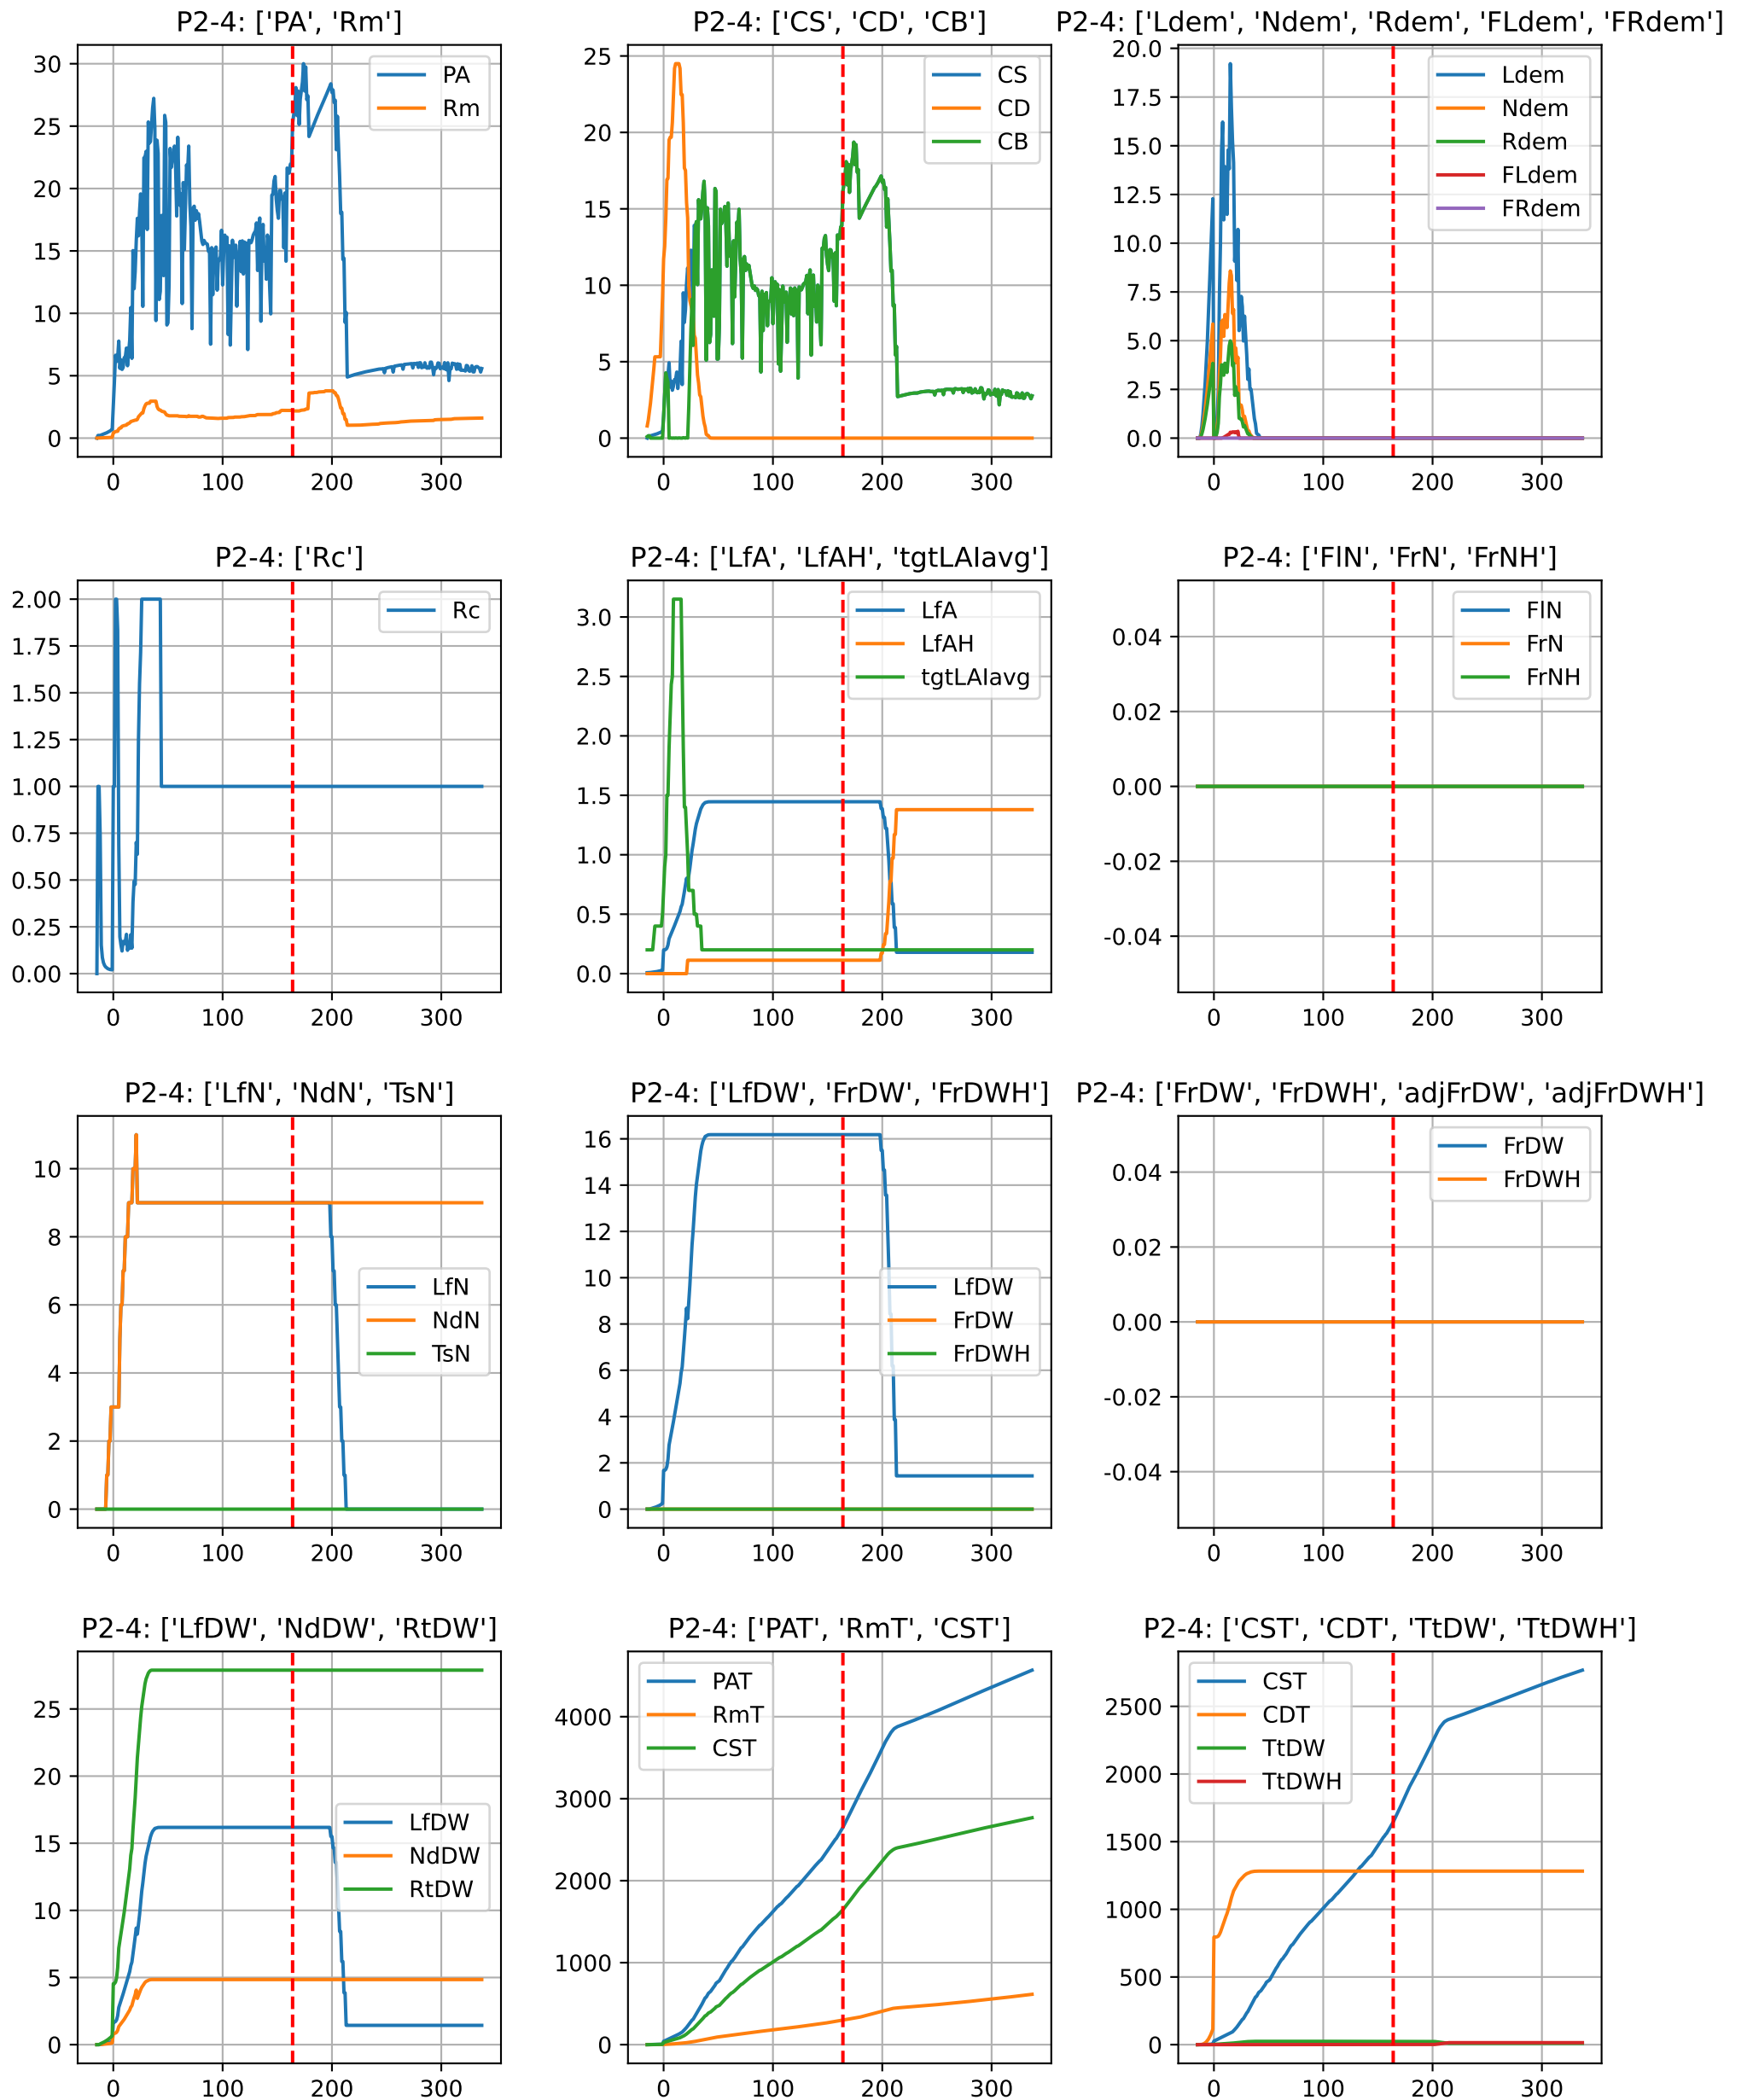 P2-4: ['PA', 'Rm']
30
25
20
15
10
5
0
0 100 200 300
PA
Rm
P2-4: ['CS', 'CD', 'CB']
25
20
15
10
5
0
0 100 200 300
CS
CD
CB
P2-4: ['Ldem', 'Ndem', 'Rdem', 'FLdem', 'FRdem']
20.0
17.5
15.0
12.5
10.0
7.5
5.0
2.5
0.0
0 100 200 300
Ldem
Ndem
Rdem
FLdem
FRdem
P2-4: ['Rc']
2.00
1.75
1.50
1.25
1.00
0.75
0.50
0.25
0.00
0 100 200 300
Rc
P2-4: ['LfA', 'LfAH', 'tgtLAIavg']
3.0
2.5
2.0
1.5
1.0
0.5
0.0
0 100 200 300
LfA
LfAH
tgtLAIavg
P2-4: ['FlN', 'FrN', 'FrNH']
0.04
0.02
0.00
-0.02
-0.04
0 100 200 300
FlN
FrN
FrNH
P2-4: ['LfN', 'NdN', 'TsN']
10
8
6
4
2
0
0 100 200 300
LfN
NdN
TsN
P2-4: ['LfDW', 'FrDW', 'FrDWH']
16
14
12
10
8
6
4
2
0
0 100 200 300
LfDW
FrDW
FrDWH
P2-4: ['FrDW', 'FrDWH', 'adjFrDW', 'adjFrDWH']
0.04
0.02
0.00
-0.02
-0.04
0 100 200 300
FrDW
FrDWH
P2-4: ['LfDW', 'NdDW', 'RtDW']
25
20
15
10
5
0
0 100 200 300
LfDW
NdDW
RtDW
P2-4: ['PAT', 'RmT', 'CST']
4000
3000
2000
1000
0
0 100 200 300
PAT
RmT
CST
P2-4: ['CST', 'CDT', 'TtDW', 'TtDWH']
2500
2000
1500
1000
500
0
0 100 200 300
CST
CDT
TtDW
TtDWH